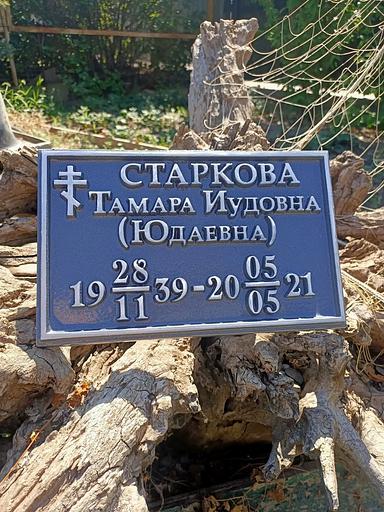 СТАРКОВА
ТАМАРА ИУДОВНА
(ЮДАЕВНА)
19 28/11 39-20 05/05 21